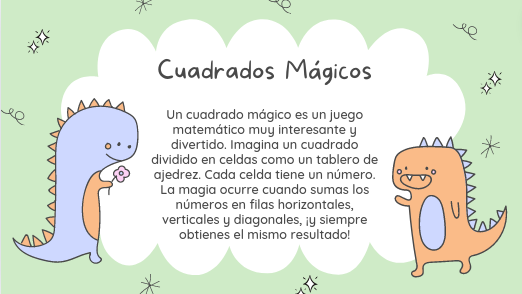 Cuadrados Mágicos
Un cuadrado mágico es un juego
matemático muy interesante y
divertido. Imagina un cuadrado
dividido en celdas como un tablero de
ajedrez. Cada celda tiene un número.
La magia ocurre cuando sumas los
números en filas horizontales,
verticales y diagonales, ¡y siempre
obtienes el mismo resultado!